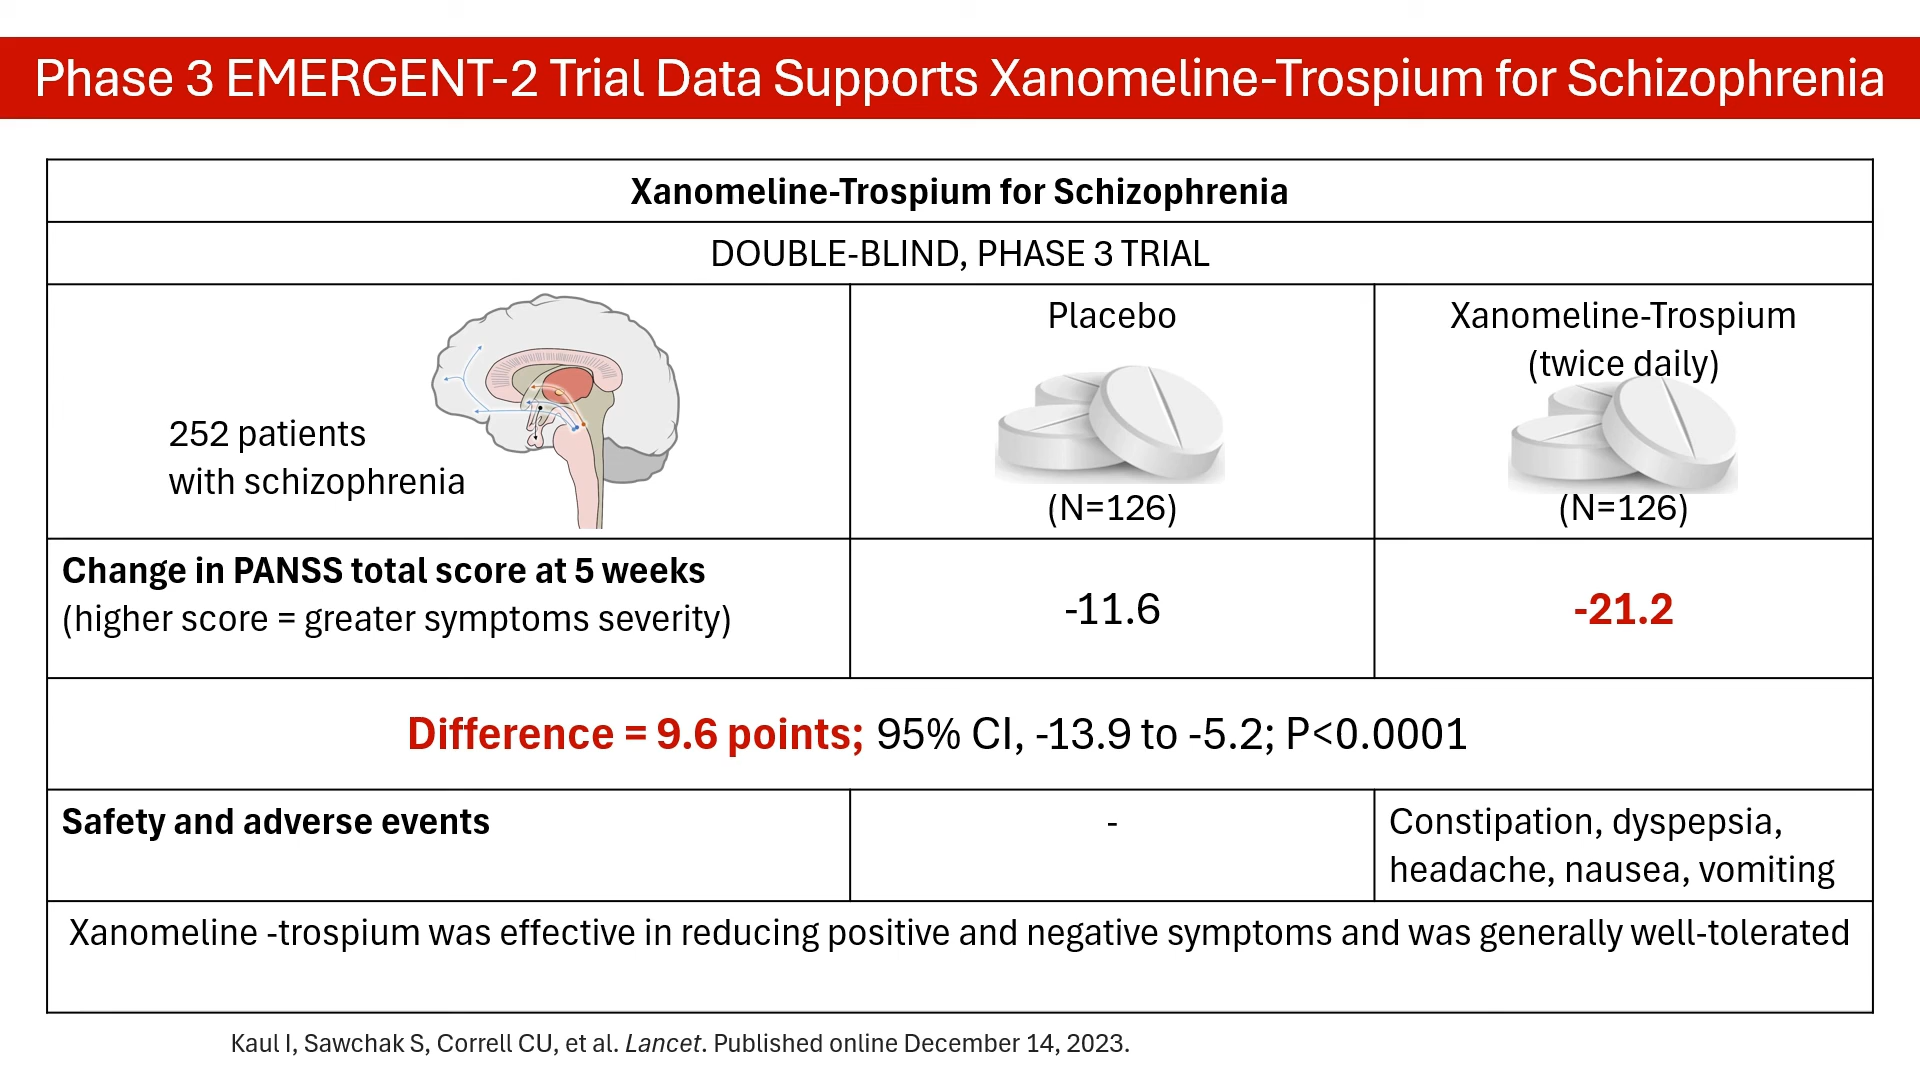 Phase 3 EMERGENT-2 Trial Data Supports Xanomeline-Trospium for Schizophrenia
Xanomeline-Trospium for Schizophrenia
DOUBLE-BLIND, PHASE 3 TRIAL
252 patients
with schizophrenia
Placebo
(N=126)
Xanomeline-Trospium
(twice daily)
(N=126)
Change in PANSS total score at 5 weeks
(higher score = greater symptoms severity)
-11.6
-21.2
Difference = 9.6 points; 95% CI, -13.9 to -5.2; P<0.0001
Safety and adverse events
-
Constipation, dyspepsia,
headache, nausea, vomiting
Xanomeline -trospium was effective in reducing positive and negative symptoms and was generally well-tolerated
Kaul I, Sawchak S, Correll CU, et al. Lancet. Published online December 14, 2023.